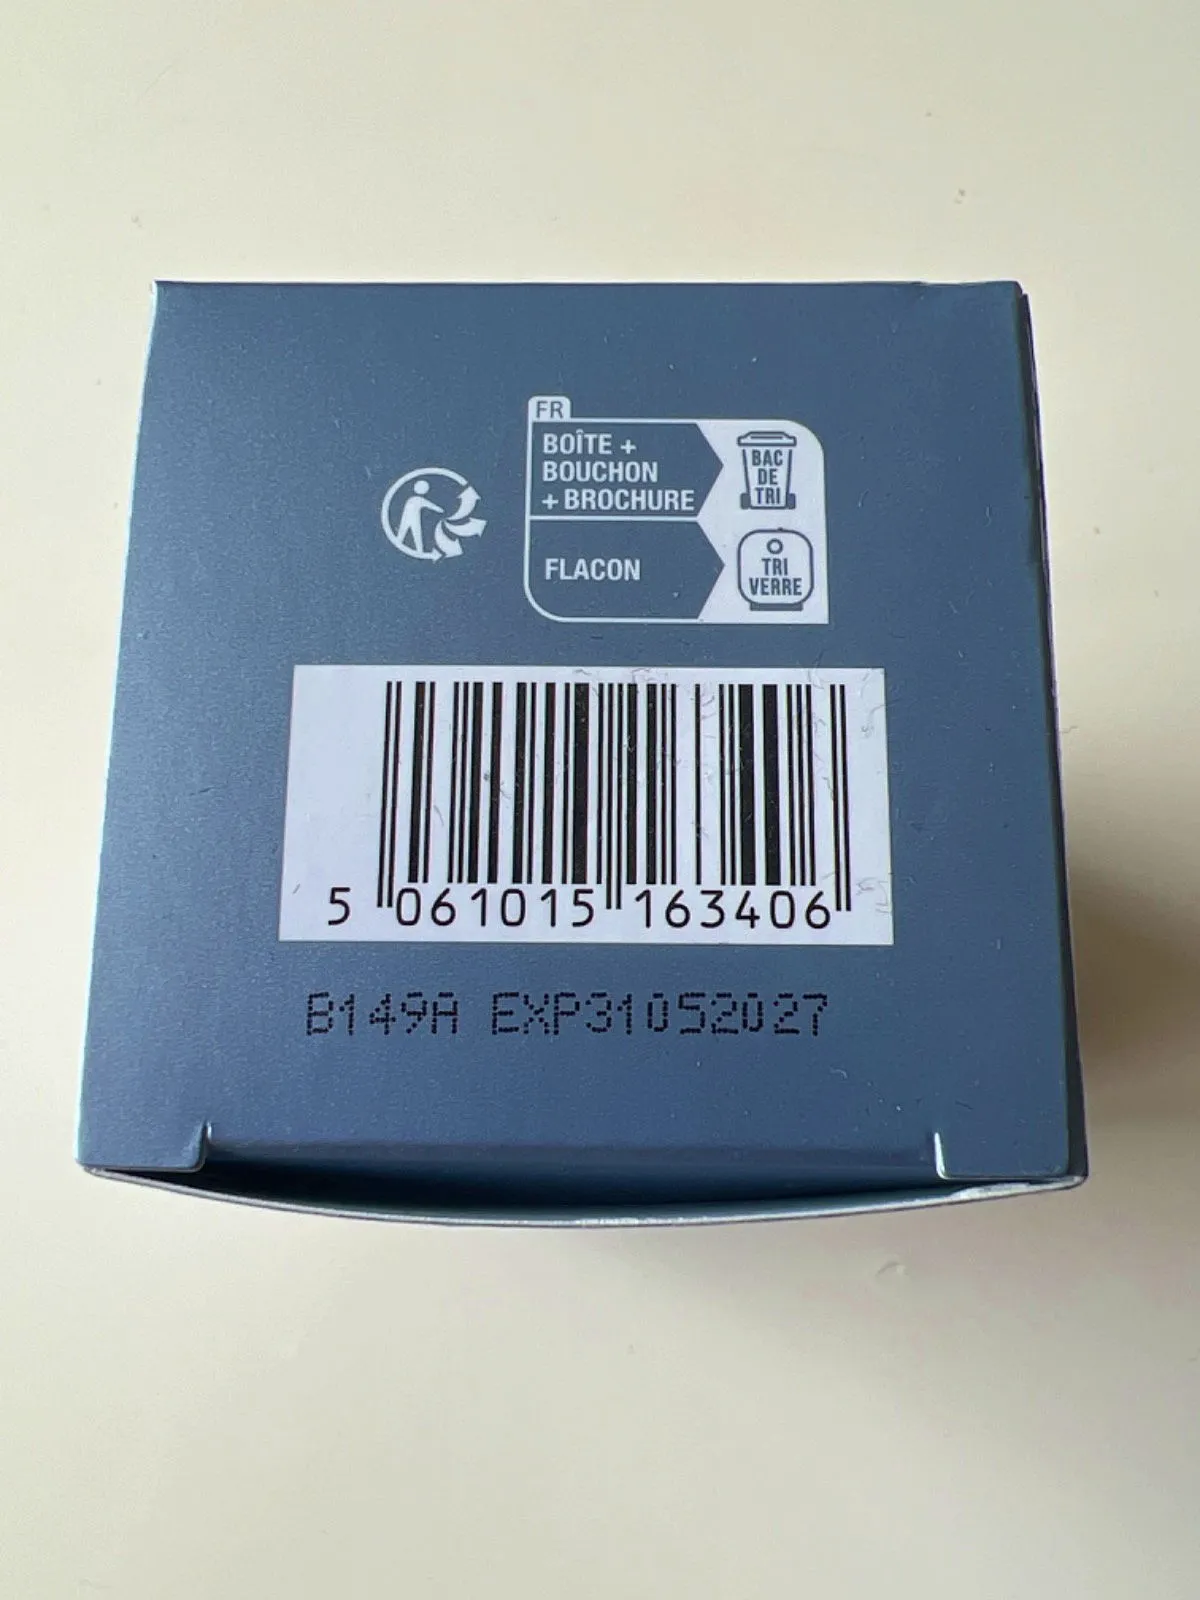 FR
BOÎTE +
BOUCHON
+ BROCHURE
BAC
DE
TRI
FLACON
TRI
VERRE
5 061015 163406
B149A EXP31052027